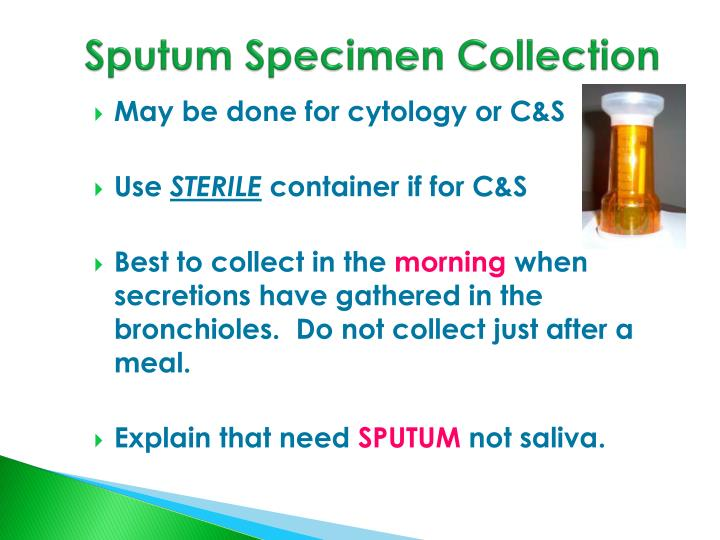 Sputum Specimen Collection
May be done for cytology or C&S
Use STERILE container if for C&S
Best to collect in the morning when
secretions have gathered in the
bronchioles.  Do not collect just after a
meal.
Explain that need SPUTUM not saliva.